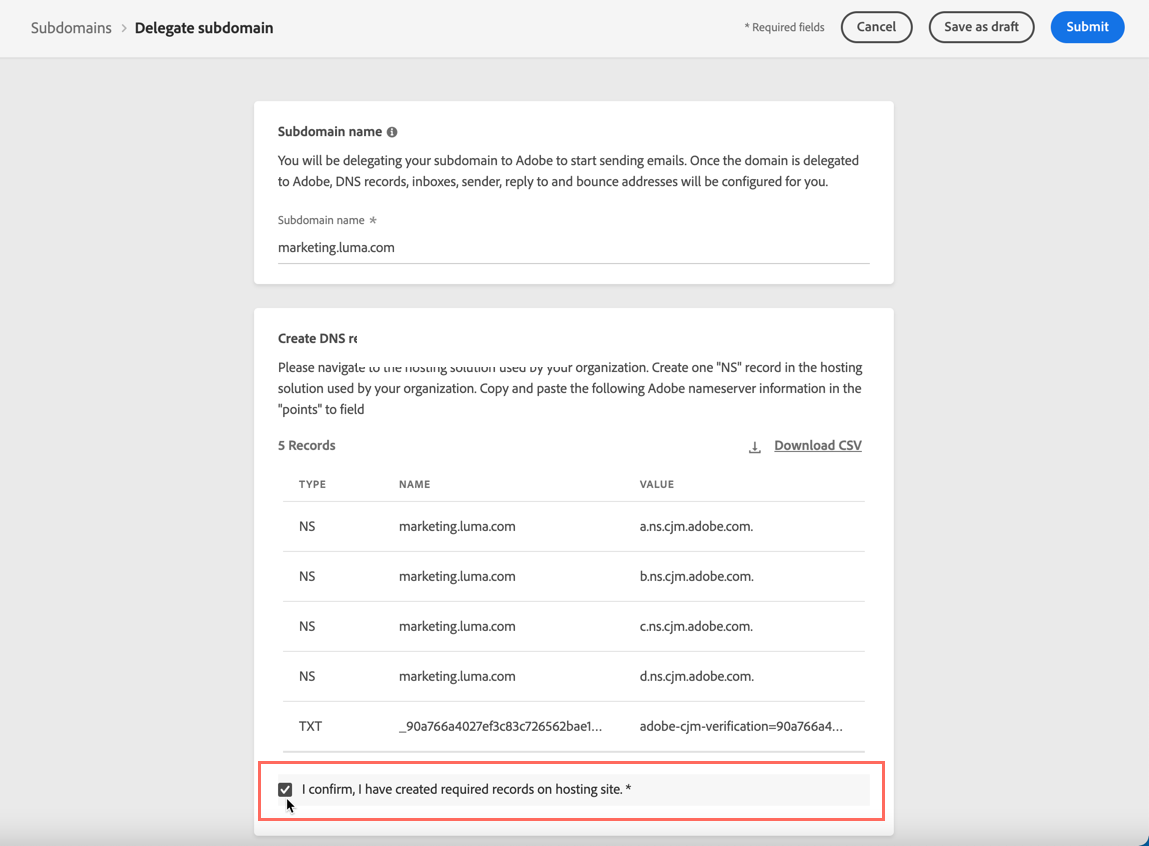 Subdomains > Delegate subdomain
* Required fields
Cancel
Save as draft
Submit
Subdomain name
You will be delegating your subdomain to Adobe to start sending emails. Once the domain is delegated
to Adobe, DNS records, inboxes, sender, reply to and bounce addresses will be configured for you.
Subdomain name *
marketing.luma.com
Create DNS re
Please navigate to the hosting solution used by your organization. Create one "NS" record in the hosting
solution used by your organization. Copy and paste the following Adobe nameserver information in the
"points" to field
5 Records
Download CSV
TYPE NAME VALUE
NS marketing.luma.com a.ns.cjm.adobe.com.
NS marketing.luma.com b.ns.cjm.adobe.com.
NS marketing.luma.com c.ns.cjm.adobe.com.
NS marketing.luma.com d.ns.cjm.adobe.com.
TXT _90a766a4027ef3c83c726562bae1... adobe-cjm-verification=90a766a4...
I confirm, I have created required records on hosting site. *